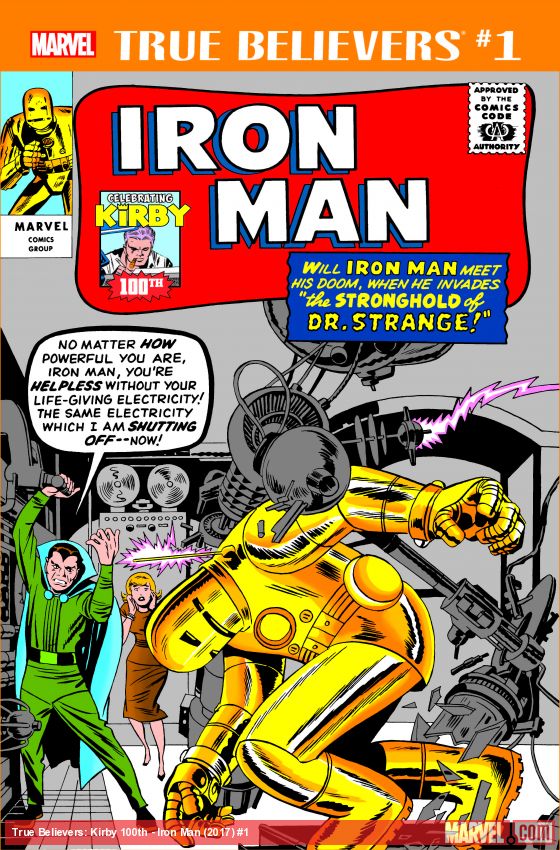 MARVEL TRUE BELIEVERS® #1
IRON
MAN
APPROVED
BY THE
COMICS
CODE
CA
AUTHORITY
MARVEL
COMICS
GROUP
CELEBRATING
KIRBY
100TH
WILL IRON MAN MEET
HIS DOOM, WHEN HE INVADES
"the STRONGHOLD of
DR. STRANGE!"
NO MATTER HOW
POWERFUL YOU ARE,
IRON MAN, YOU'RE
HELPLESS WITHOUT YOUR
LIFE-GIVING ELECTRICITY!
THE SAME ELECTRICITY
WHICH I AM SHUTTING
OFF--NOW!
True Believers: Kirby 100th - Iron Man (2017) #1
MARVEL.com